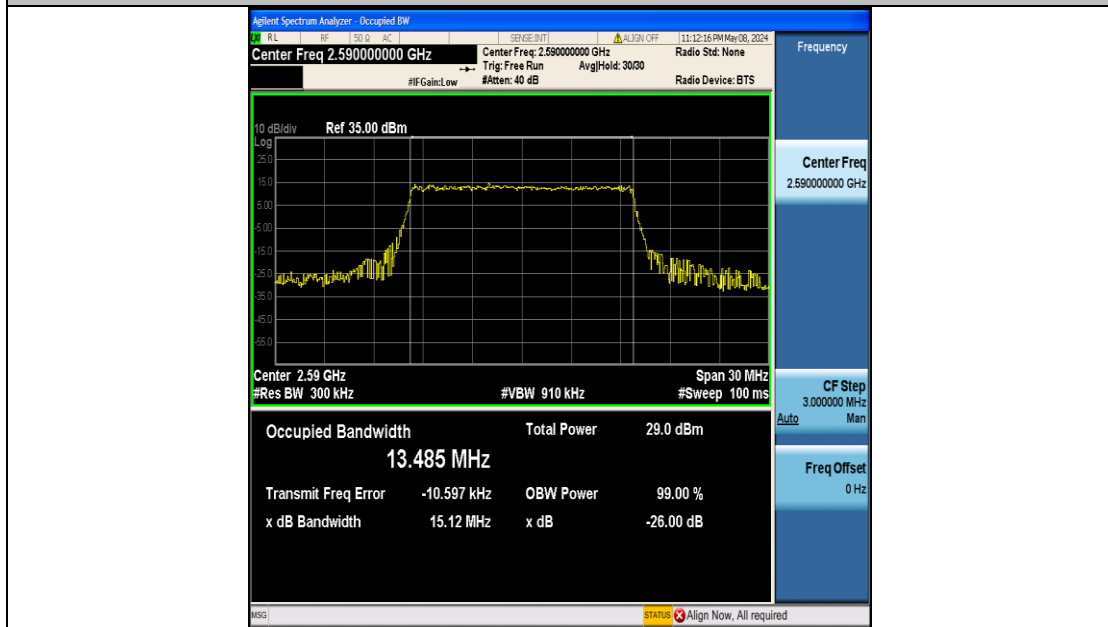 Agilent Spectrum Analyzer - Occupied BW
LXI RL RF 50 Ω AC SENSE:INT ALIGN OFF 11:12:16 PM May 08, 2024
Center Freq 2.590000000 GHz
Center Freq: 2.590000000 GHz
Radio Std: None
Trig: Free Run Avg|Hold: 30/30
#IFGain:Low
#Atten: 40 dB
Radio Device: BTS
10 dB/div Ref 35.00 dBm
Log
25.0
15.0
5.00
-5.00
-15.0
-25.0
-35.0
-45.0
-55.0
Center 2.59 GHz Span 30 MHz
#Res BW 300 kHz #VBW 910 kHz #Sweep 100 ms
Occupied Bandwidth Total Power 29.0 dBm
13.485 MHz
Transmit Freq Error -10.597 kHz OBW Power 99.00 %
x dB Bandwidth 15.12 MHz x dB -26.00 dB
Frequency
Center Freq
2.590000000 GHz
CF Step
3.000000 MHz
Auto Man
Freq Offset
0 Hz
MSG STATUS Align Now, All required